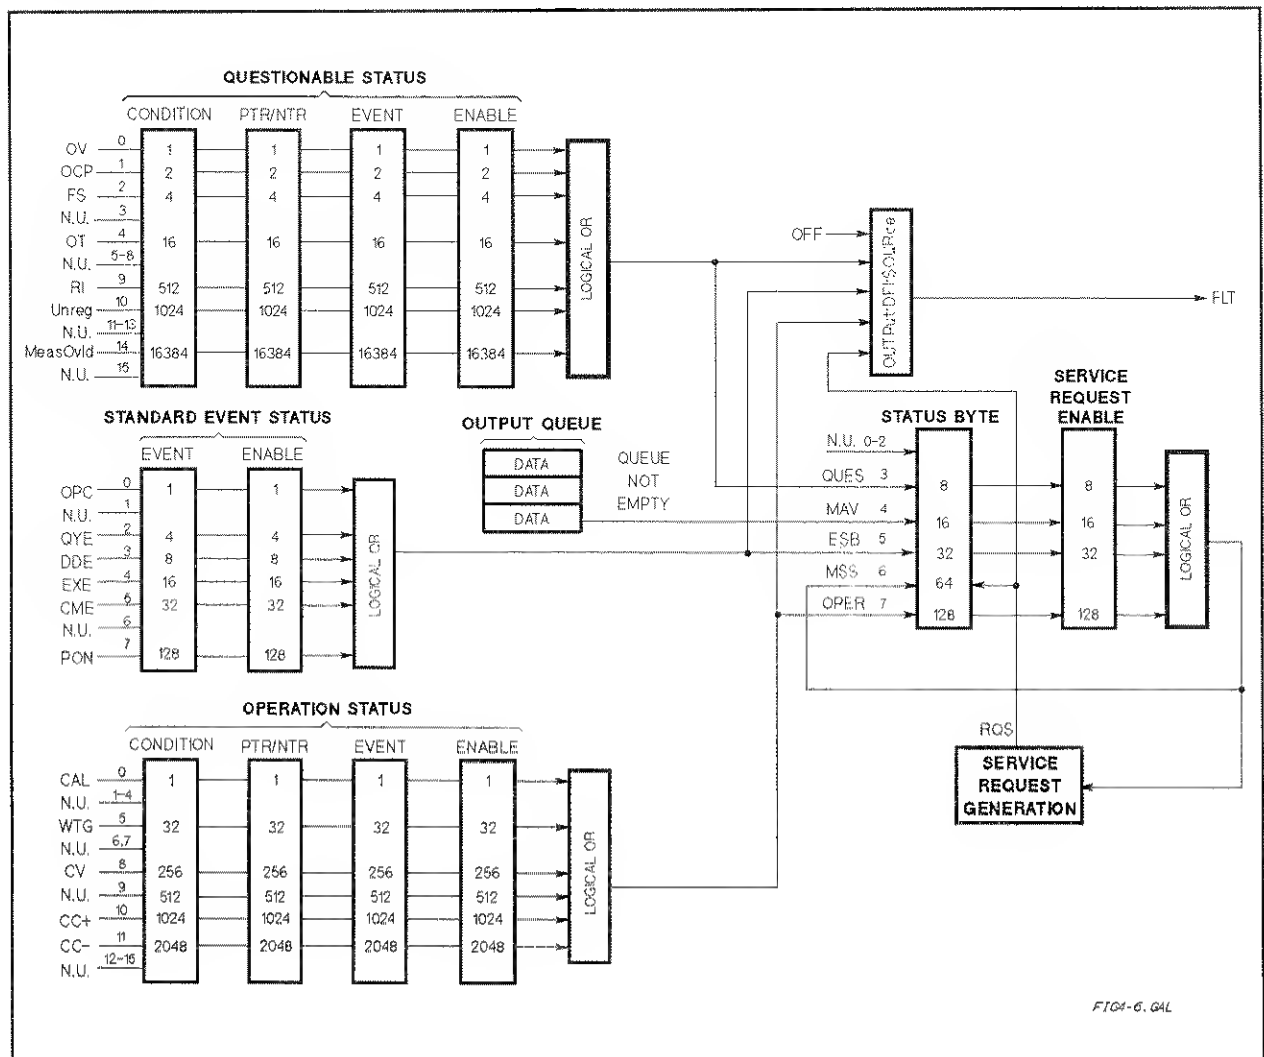 QUESTIONABLE STATUS
CONDITION PTR/NTR EVENT ENABLE
OV 0 1 1 1 1
OCP 1 2 2 2 2
FS 2 4 4 4 4
N.U. 3
OT 4 16 16 16 16
N.U. 5-8
RI 9 512 512 512 512
Unreg 10 1024 1024 1024 1024
N.U. 11-13
MeasOvld 14 16384 16384 16384 16384
N.U. 15
LOGICAL OR
OFF
OUTPut:DFI:SOURce
FLT
STANDARD EVENT STATUS
EVENT ENABLE
OPC 0 1 1
N.U. 1
QYE 2 4 4
DDE 3 8 8
EXE 4 16 16
CME 5 32 32
N.U. 6
PON 7 128 128
LOGICAL OR
OUTPUT QUEUE
DATA
DATA
DATA
QUEUE
NOT
EMPTY
STATUS BYTE
SERVICE
REQUEST
ENABLE
N.U. 0-2
QUES 3 8 8
MAV 4 16 16
ESB 5 32 32
MSS 6 64
OPER 7 128 128
LOGICAL OR
RQS
SERVICE
REQUEST
GENERATION
OPERATION STATUS
CONDITION PTR/NTR EVENT ENABLE
CAL 0 1 1 1 1
N.U. 1-4
WTG 5 32 32 32 32
N.U. 6,7
CV 8 256 256 256 256
N.U. 9 512 512 512 512
CC+ 10 1024 1024 1024 1024
CC- 11 2048 2048 2048 2048
N.U. 12-15
LOGICAL OR
FIG4-6.GAL